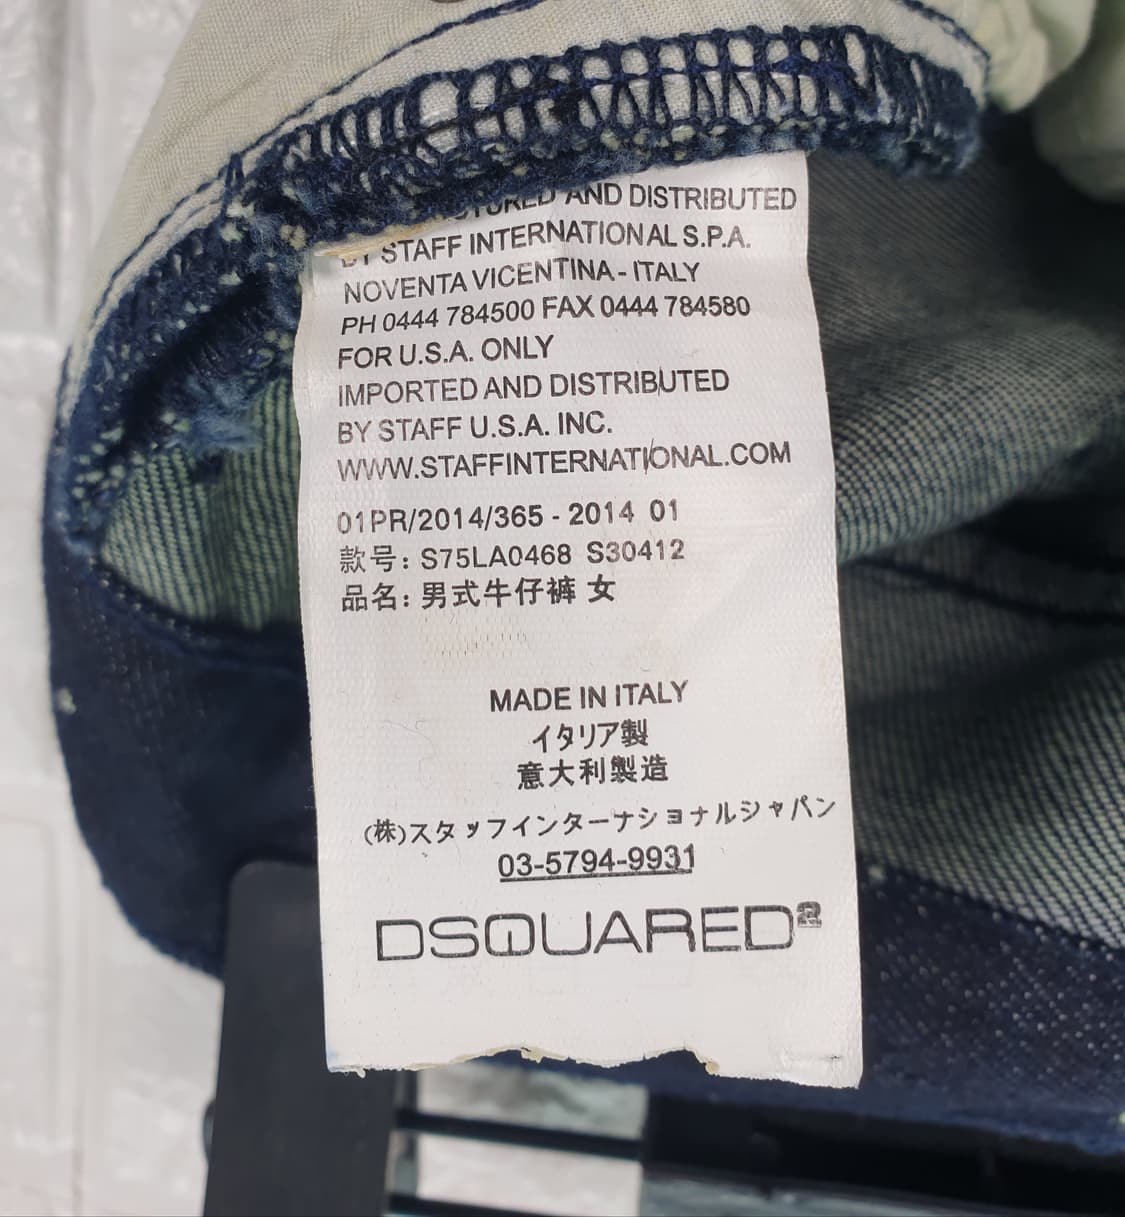 AND DISTRIBUTED
BY STAFF INTERNATIONAL S.P.A.
NOVENTA VICENTINA - ITALY
PH 0444 784500 FAX 0444 784580
FOR U.S.A. ONLY
IMPORTED AND DISTRIBUTED
BY STAFF U.S.A. INC.
WWW.STAFFINTERNATIONAL.COM
01PR/2014/365 - 2014 01
款号: S75LA0468 S30412
品名: 男式牛仔裤 女
MADE IN ITALY
イタリア製
意大利製造
(株)スタッフインターナショナルジャパン
03-5794-9931
DSQUARED2